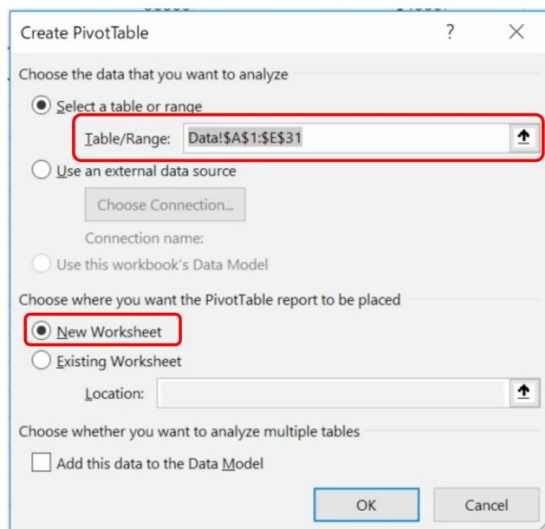 Create PivotTable
?
Choose the data that you want to analyze
Select a table or range
Table/Range: Data!$A$1:$E$31
Use an external data source
Choose Connection...
Connection name:
Use this workbook's Data Model
Choose where you want the PivotTable report to be placed
New Worksheet
Existing Worksheet
Location:
Choose whether you want to analyze multiple tables
Add this data to the Data Model
OK Cancel